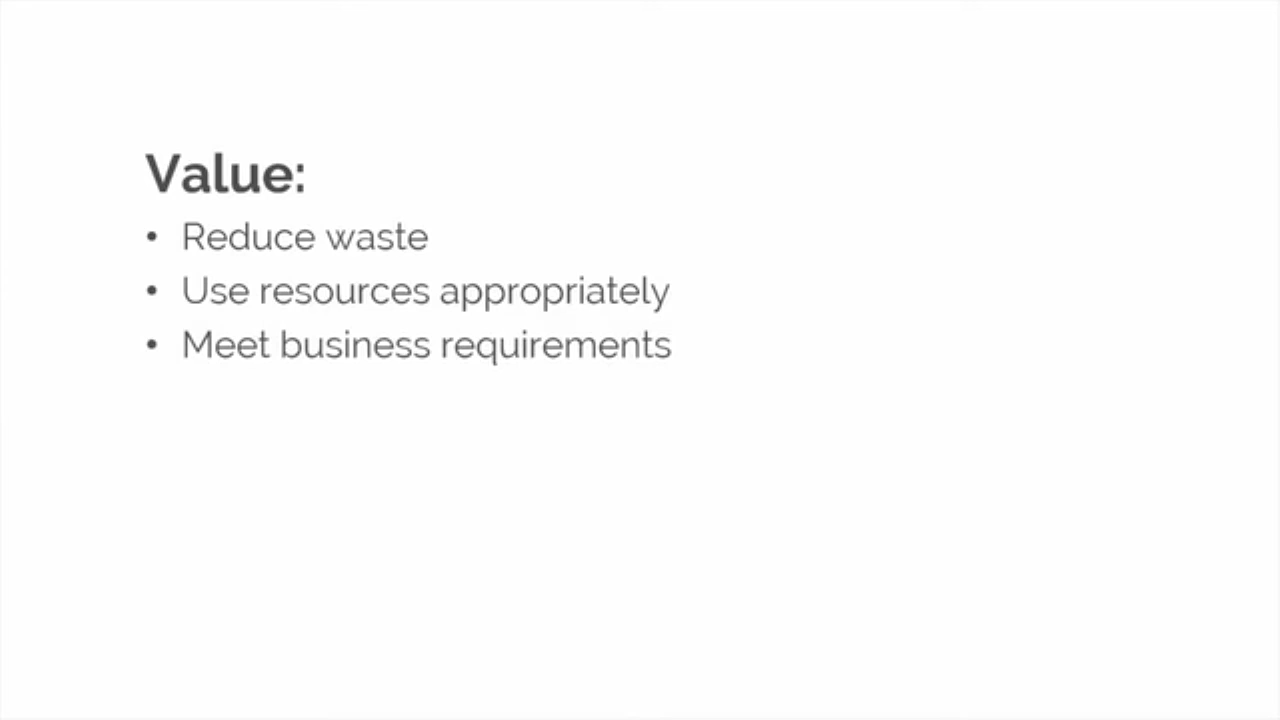 Value:
• Reduce waste
• Use resources appropriately
• Meet business requirements